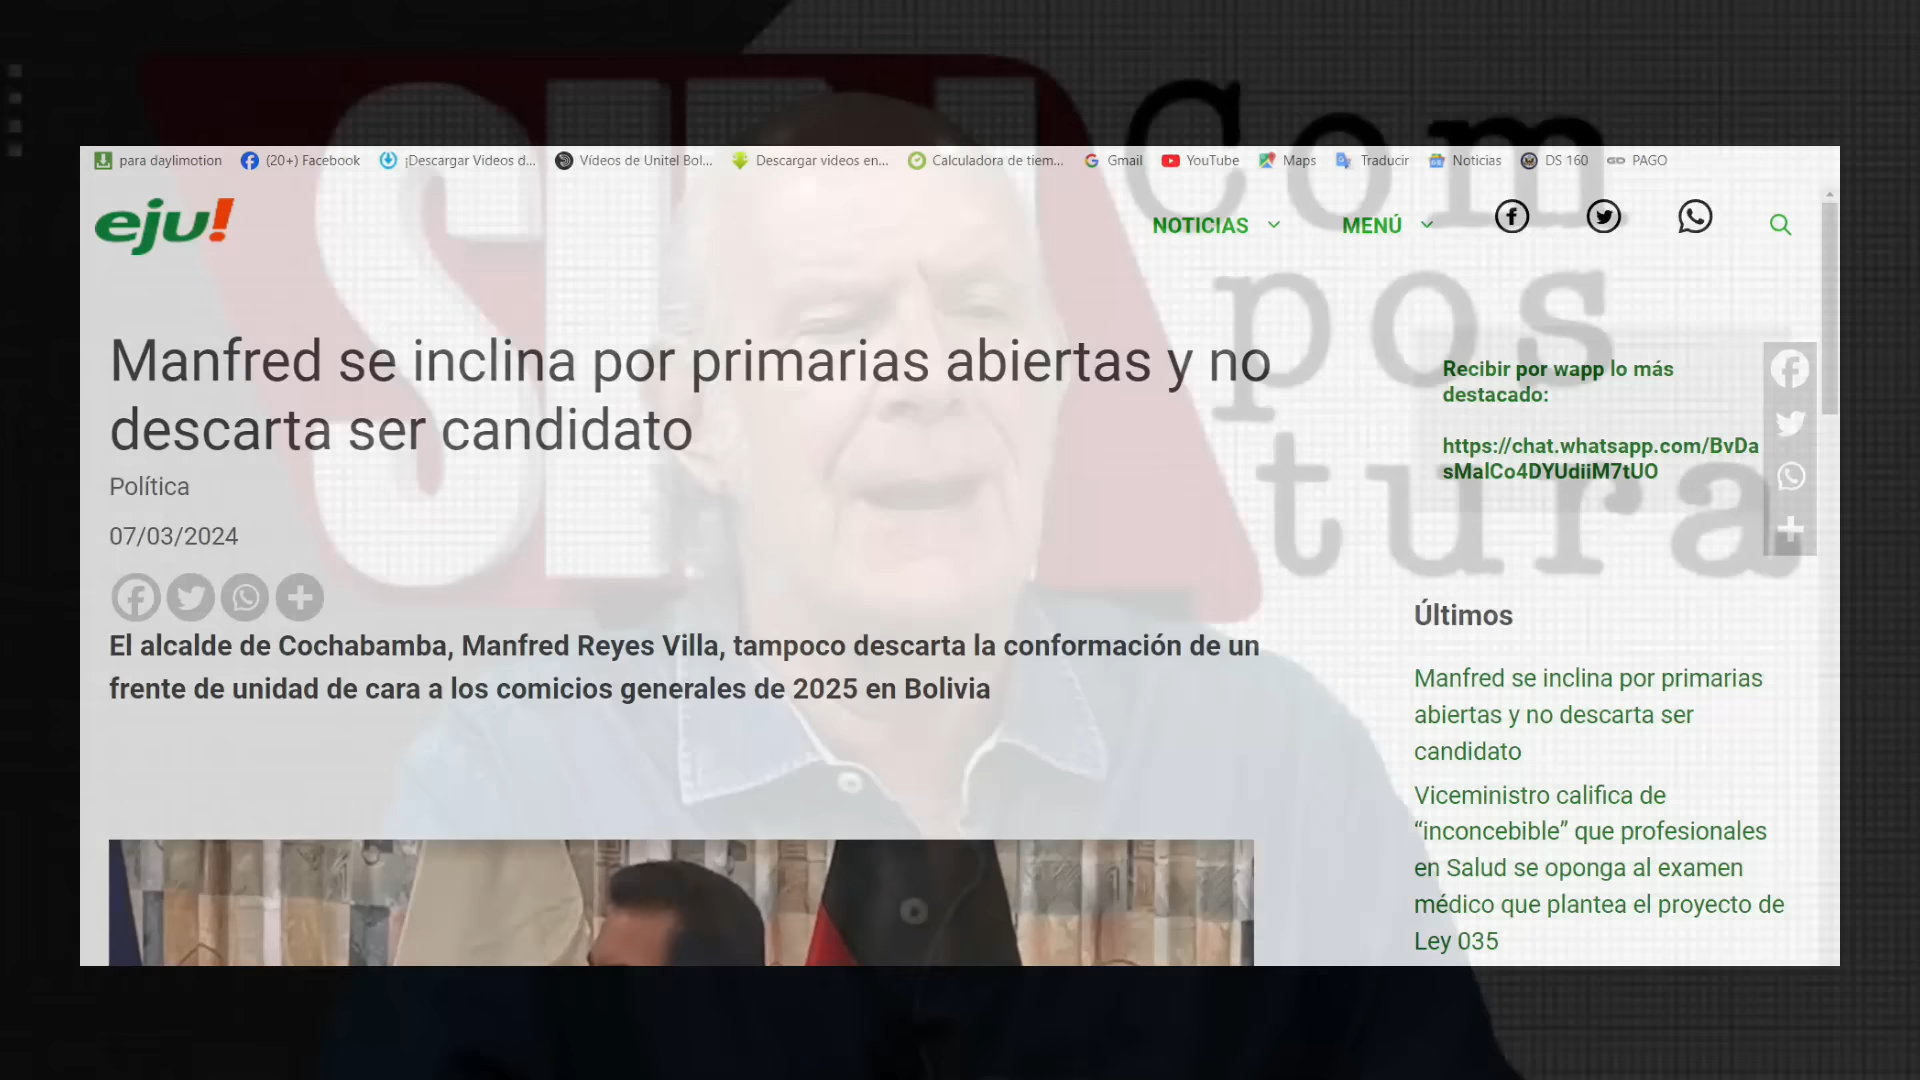 SIN
Com
pos
tura
para daylimotion
(20+) Facebook
¡Descargar Videos d...
Vídeos de Unitel Bol...
Descargar videos en...
Calculadora de tiem...
Gmail
YouTube
Maps
Traducir
Noticias
DS 160
PAGO
eju!
NOTICIAS
MENÚ
Manfred se inclina por primarias abiertas y no
descarta ser candidato
Política
07/03/2024
El alcalde de Cochabamba, Manfred Reyes Villa, tampoco descarta la conformación de un
frente de unidad de cara a los comicios generales de 2025 en Bolivia
Recibir por wapp lo más
destacado:
https://chat.whatsapp.com/BvDa
sMalCo4DYUdiiM7tUO
Últimos
Manfred se inclina por primarias
abiertas y no descarta ser
candidato
Viceministro califica de
“inconcebible” que profesionales
en Salud se oponga al examen
médico que plantea el proyecto de
Ley 035